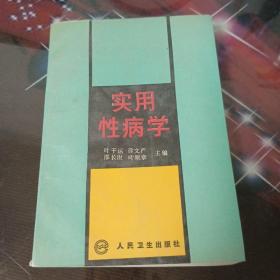 实用
性病学
叶干运 徐文严
邵长庚 叶顺章 主编
人民卫生出版社